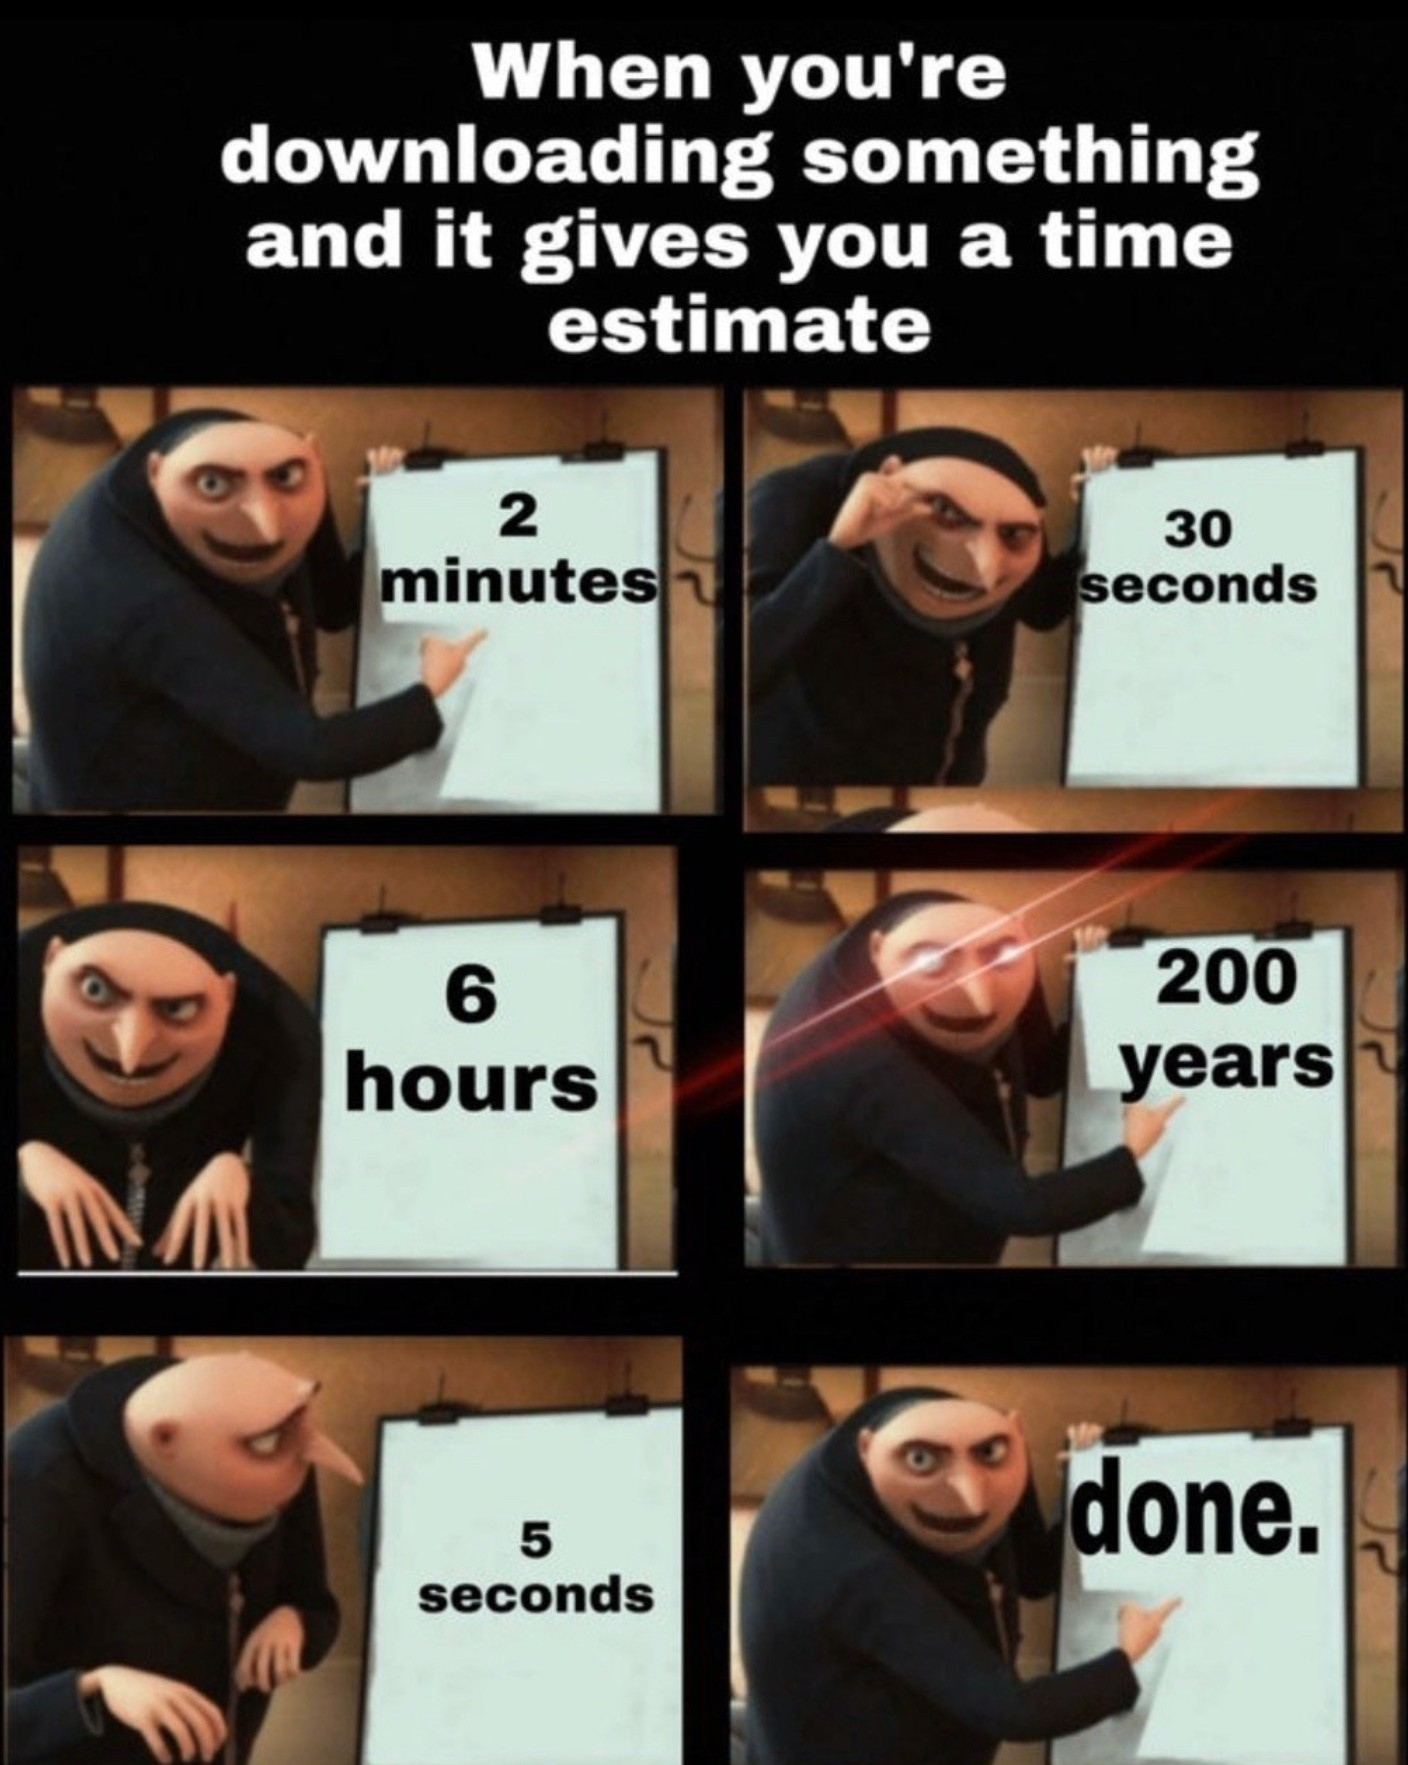 When you're
downloading something
and it gives you a time
estimate
2
minutes
30
seconds
6
hours
200
years
5
seconds
done.